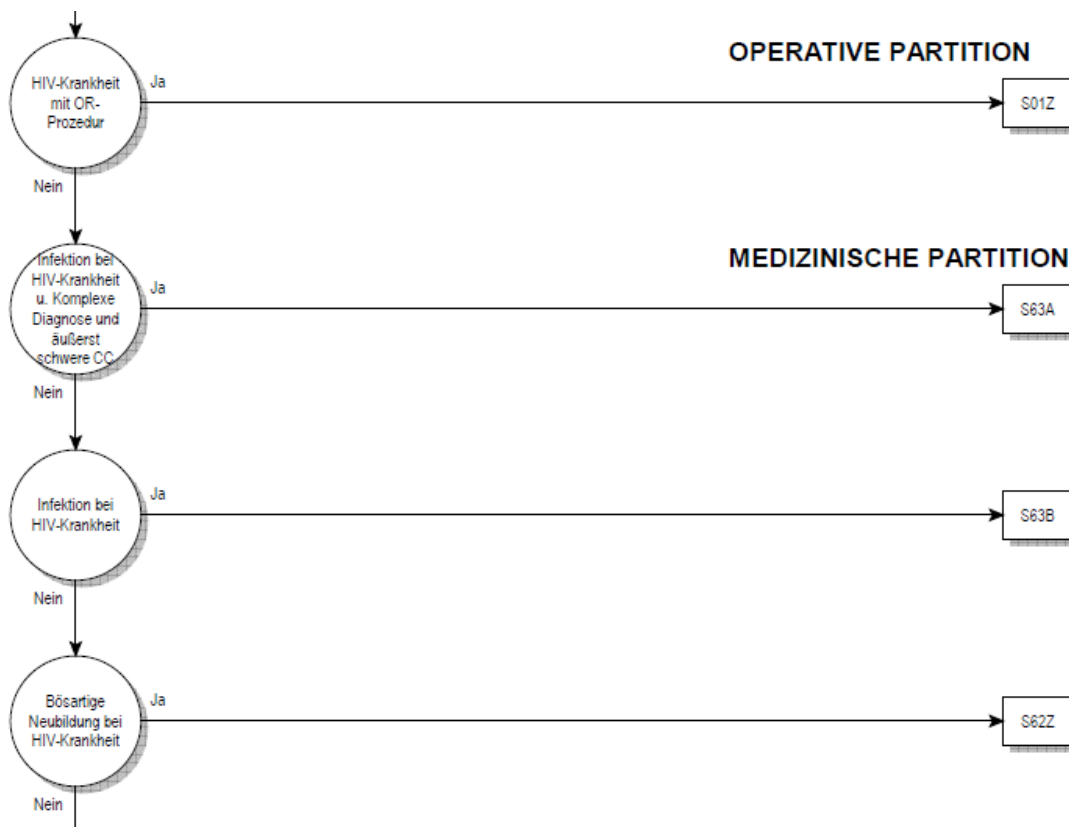 OPERATIVE PARTITION
HIV-Krankheit
mit OR-
Prozedur
Ja
S01Z
Nein
MEDIZINISCHE PARTITION
Infektion bei
HIV-Krankheit
u. Komplexe
Diagnose und
äußerst
schwere CC
Ja
S63A
Nein
Infektion bei
HIV-Krankheit
Ja
S63B
Nein
Bösartige
Neubildung bei
HIV-Krankheit
Ja
S62Z
Nein